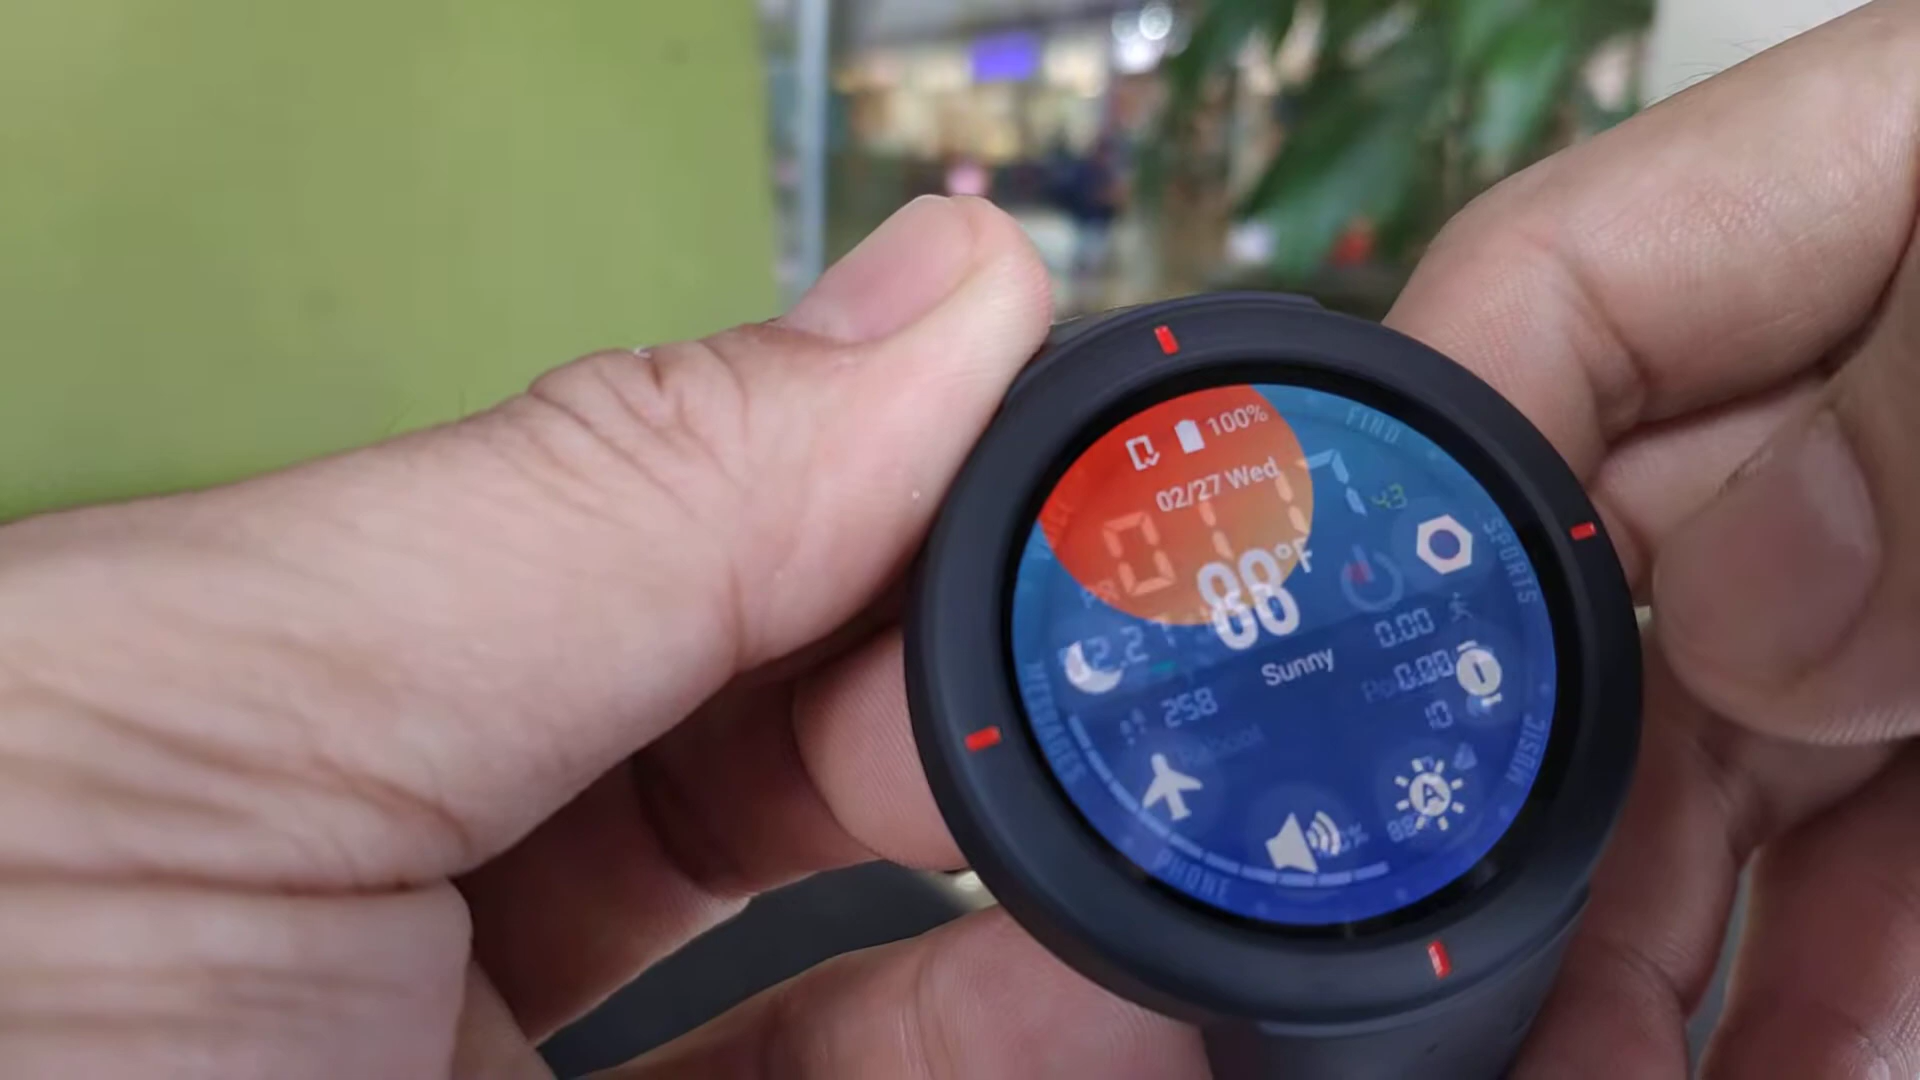 100%
FIND
02/27 Wed
43
88°F
SPORTS
Sunny
0.00
0.00
258
10
MESSAGES
MUSIC
A
PHONE